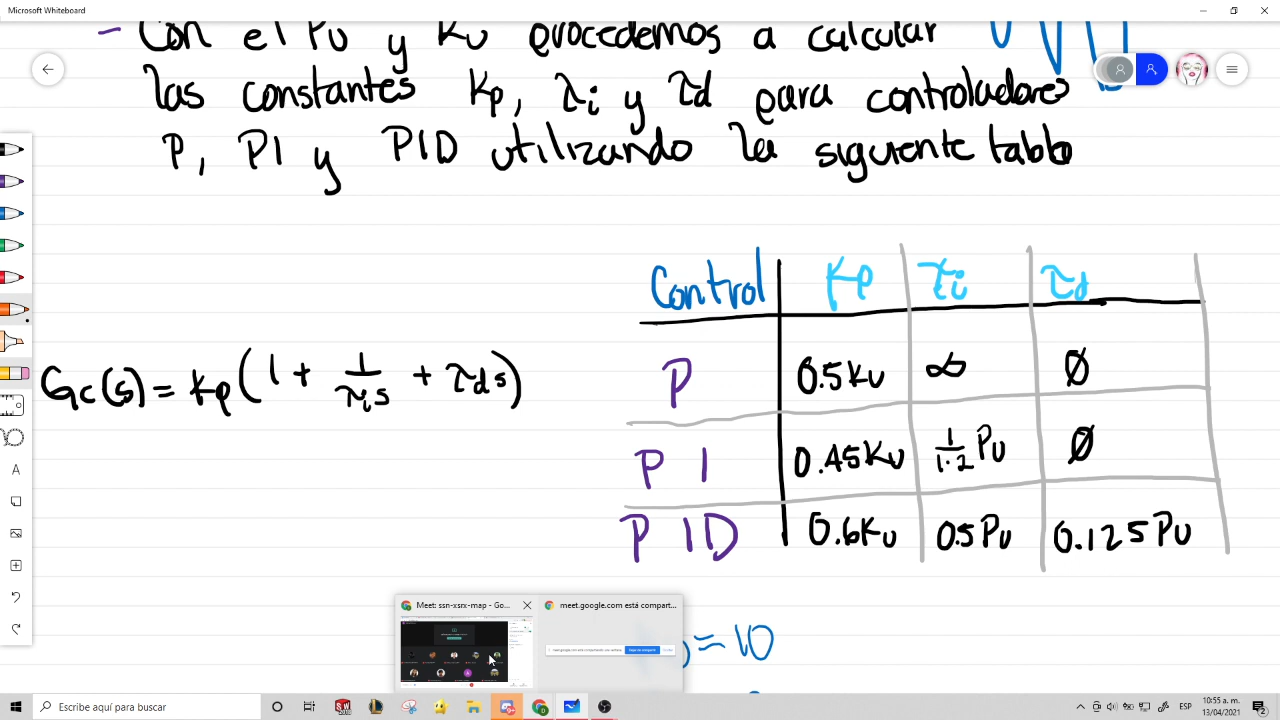 Microsoft Whiteboard
- Con el Pu y Ku procedemos a calcular
las constantes Kp, τi y τd para controladores
P, PI y PID utilizando la siguiente tabla
Control Kp τi τd
P 0.5Ku ∞ Ø
Gc(s) = Kp(1 + 1/τis + τds)
PI 0.45Ku 1/1.2 Pu Ø
PID 0.6Ku 0.5Pu 0.125Pu
Meet: ssn-xsrx-map - Go... meet.google.com está compart...
= 10
A
Escribe aquí para buscar
ESP
10:55 a. m.
13/04/2021
2